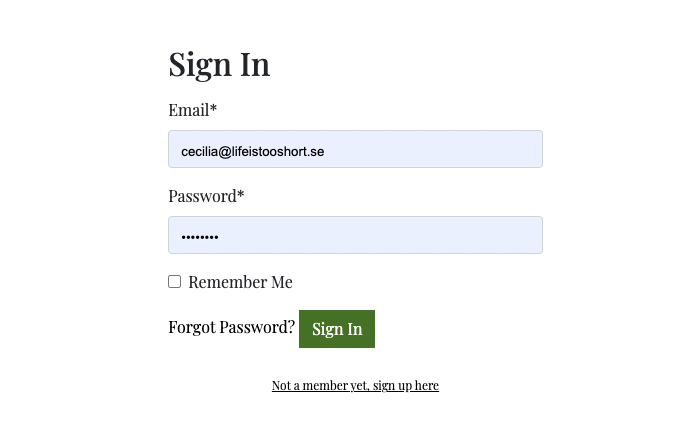 Sign In
Email*
cecilia@lifeistooshort.se
Password*
••••••••
Remember Me
Forgot Password? Sign In
Not a member yet, sign up here